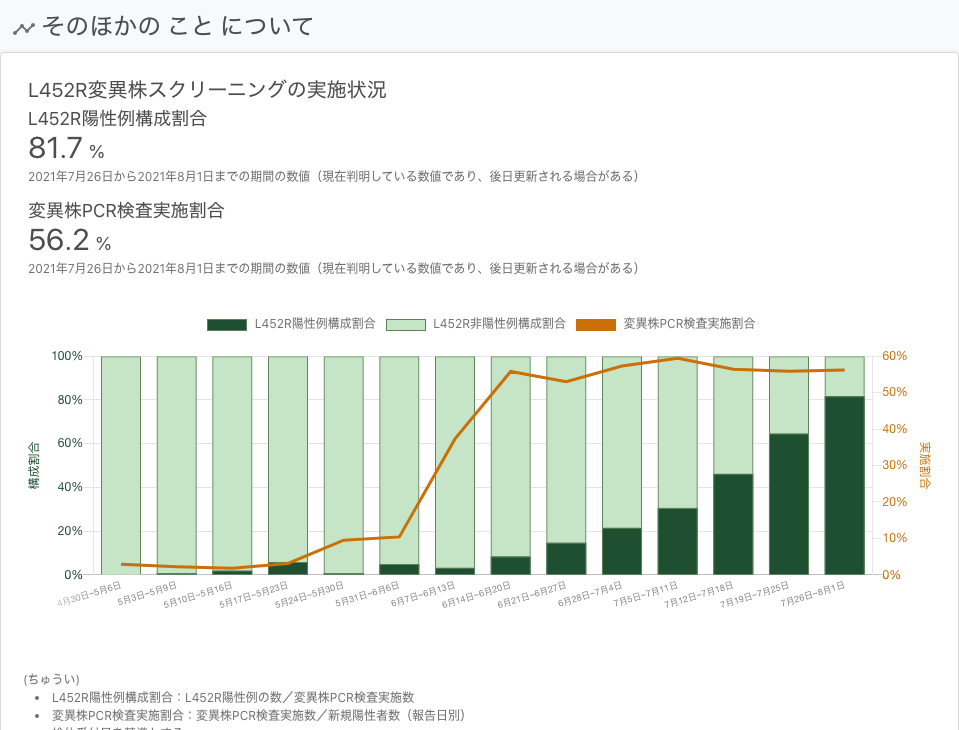 そのほかの こと について
L452R変異株スクリーニングの実施状況
L452R陽性例構成割合
81.7 %
2021年7月26日から2021年8月1日までの期間の数値（現在判明している数値であり、後日更新される場合がある）
変異株PCR検査実施割合
56.2 %
2021年7月26日から2021年8月1日までの期間の数値（現在判明している数値であり、後日更新される場合がある）
L452R陽性例構成割合 L452R非陽性例構成割合 変異株PCR検査実施割合
100% 60%
80% 50%
60% 40%
40% 30%
20% 20%
0% 10%
0%
構成割合
実施割合
4月30日~5月6日
5月3日~5月9日
5月10日~5月16日
5月17日~5月23日
5月24日~5月30日
5月31日~6月6日
6月7日~6月13日
6月14日~6月20日
6月21日~6月27日
6月28日~7月4日
7月5日~7月11日
7月12日~7月18日
7月19日~7月25日
7月26日~8月1日
(ちゅうい)
• L452R陽性例構成割合：L452R陽性例の数／変異株PCR検査実施数
• 変異株PCR検査実施割合：変異株PCR検査実施数／新規陽性者数（報告日別）